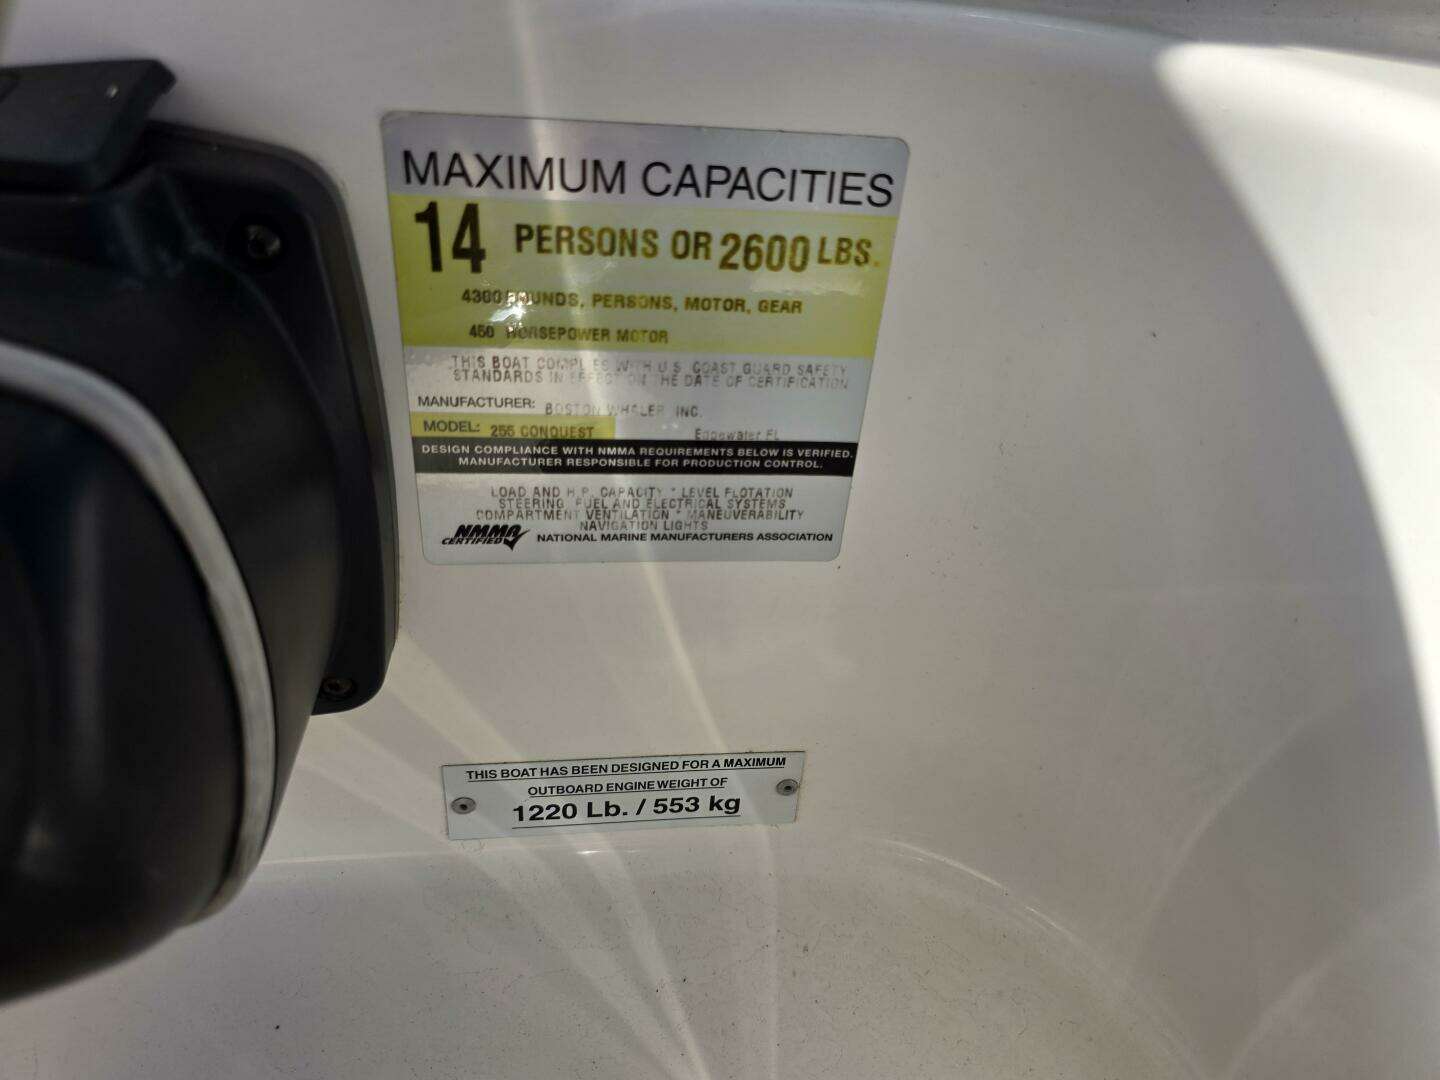 MAXIMUM CAPACITIES
14 PERSONS OR 2600 LBS.
4300 POUNDS, PERSONS, MOTOR, GEAR
450 HORSEPOWER MOTOR
THIS BOAT COMPLIES WITH U.S. COAST GUARD SAFETY
STANDARDS IN EFFECT ON THE DATE OF CERTIFICATION
MANUFACTURER: BOSTON WHALER INC.
MODEL: 255 CONQUEST Edgewater FL
DESIGN COMPLIANCE WITH NMMA REQUIREMENTS BELOW IS VERIFIED.
MANUFACTURER RESPONSIBLE FOR PRODUCTION CONTROL.
LOAD AND H.P. CAPACITY * LEVEL FLOTATION
STEERING, FUEL AND ELECTRICAL SYSTEMS
COMPARTMENT VENTILATION * MANEUVERABILITY
NAVIGATION LIGHTS
NMMA
CERTIFIED NATIONAL MARINE MANUFACTURERS ASSOCIATION
THIS BOAT HAS BEEN DESIGNED FOR A MAXIMUM
OUTBOARD ENGINE WEIGHT OF
1220 Lb. / 553 kg